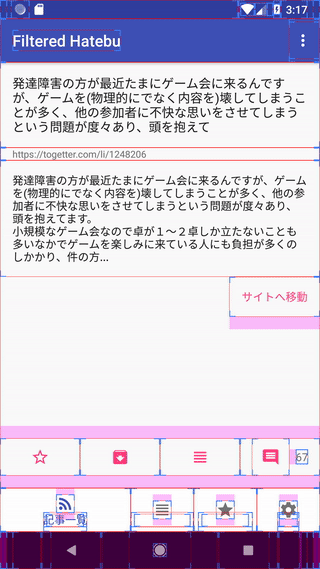 3:17
Filtered Hatebu
発達障害の方が最近たまにゲーム会に来るんです
が、ゲームを(物理的にでなく内容を)壊してしまうこ
とが多く、他の参加者に不快な思いをさせてしまう
という問題が度々あり、頭を抱えて
https://togetter.com/li/1248206
発達障害の方が最近たまにゲーム会に来るんですが、ゲーム
を(物理的にでなく内容を)壊してしまうことが多く、他の参
加者に不快な思いをさせてしまうという問題が度々あり、
頭を抱えてます。
小規模なゲーム会なので卓が１〜２卓しか立たないことも
多いなかでゲームを楽しみに来ている人にも負担が多くの
しかかり、件の方...
サイトへ移動
67
記事一覧